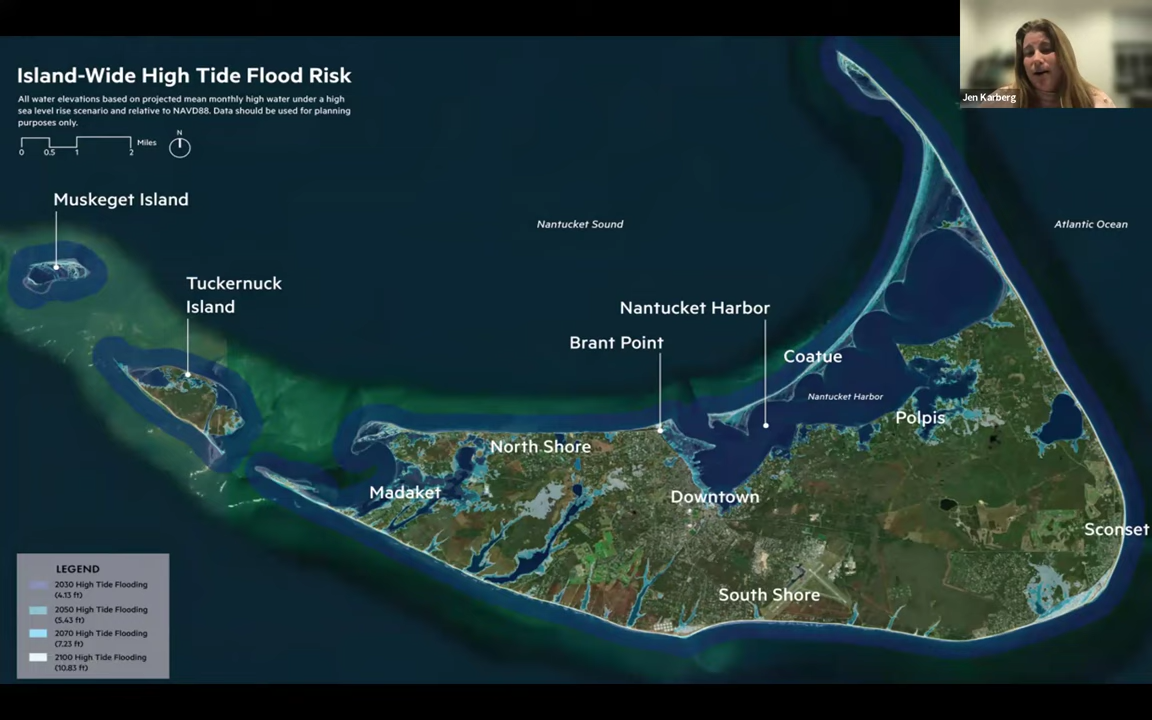 Island-Wide High Tide Flood Risk
All water elevations based on projected mean monthly high water under a high
sea level rise scenario and relative to NAVD88. Data should be used for planning
purposes only.
N
Miles
0 0.5 1 2
Jen Karberg
Muskeget Island
Nantucket Sound
Atlantic Ocean
Tuckernuck
Island
Nantucket Harbor
Brant Point
Coatue
Nantucket Harbor
Polpis
North Shore
Madaket
Downtown
Sconset
South Shore
LEGEND
2030 High Tide Flooding
(4.13 ft)
2050 High Tide Flooding
(5.43 ft)
2070 High Tide Flooding
(7.23 ft)
2100 High Tide Flooding
(10.83 ft)